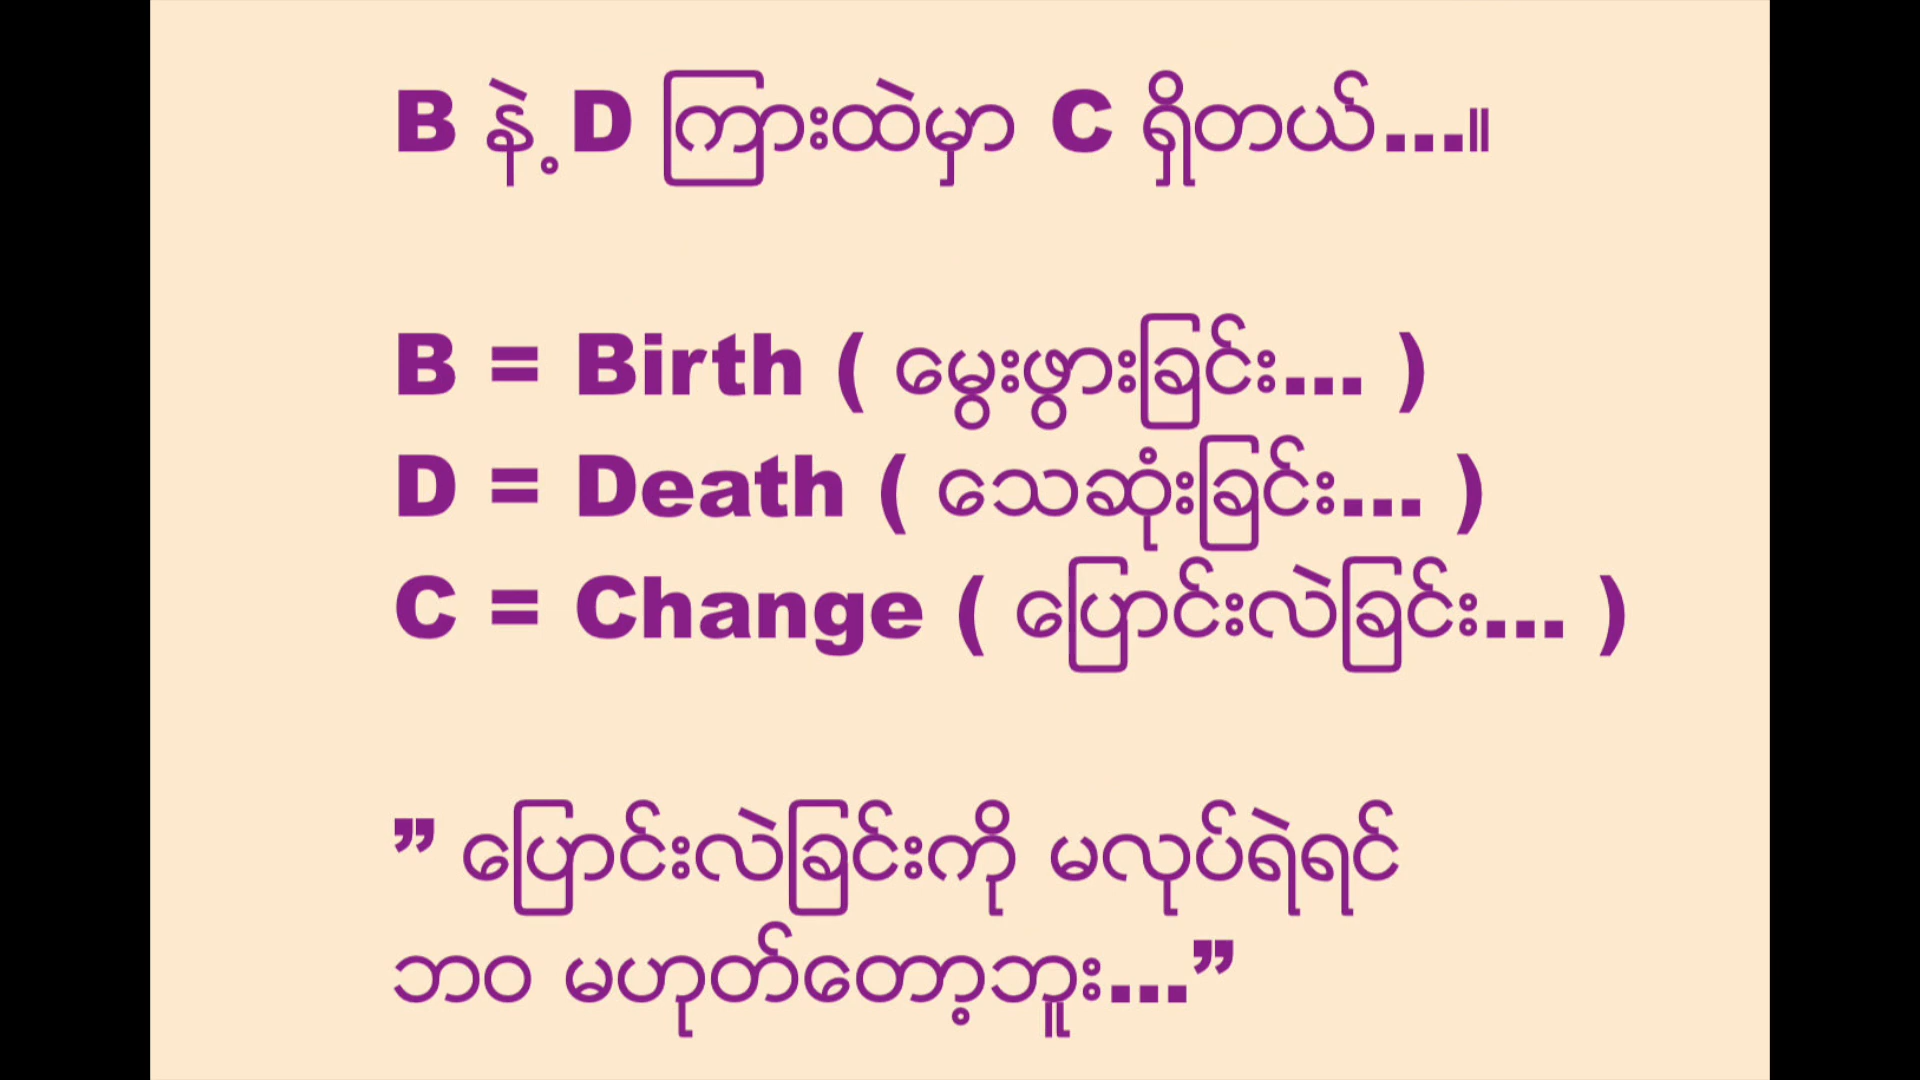 B နဲ့ D ကြားထဲမှာ C ရှိတယ်...။
B = Birth ( မွေးဖွားခြင်း... )
D = Death ( သေဆုံးခြင်း... )
C = Change ( ပြောင်းလဲခြင်း... )
” ပြောင်းလဲခြင်းကို မလုပ်ရဲရင်
ဘဝ မဟုတ်တော့ဘူး...”